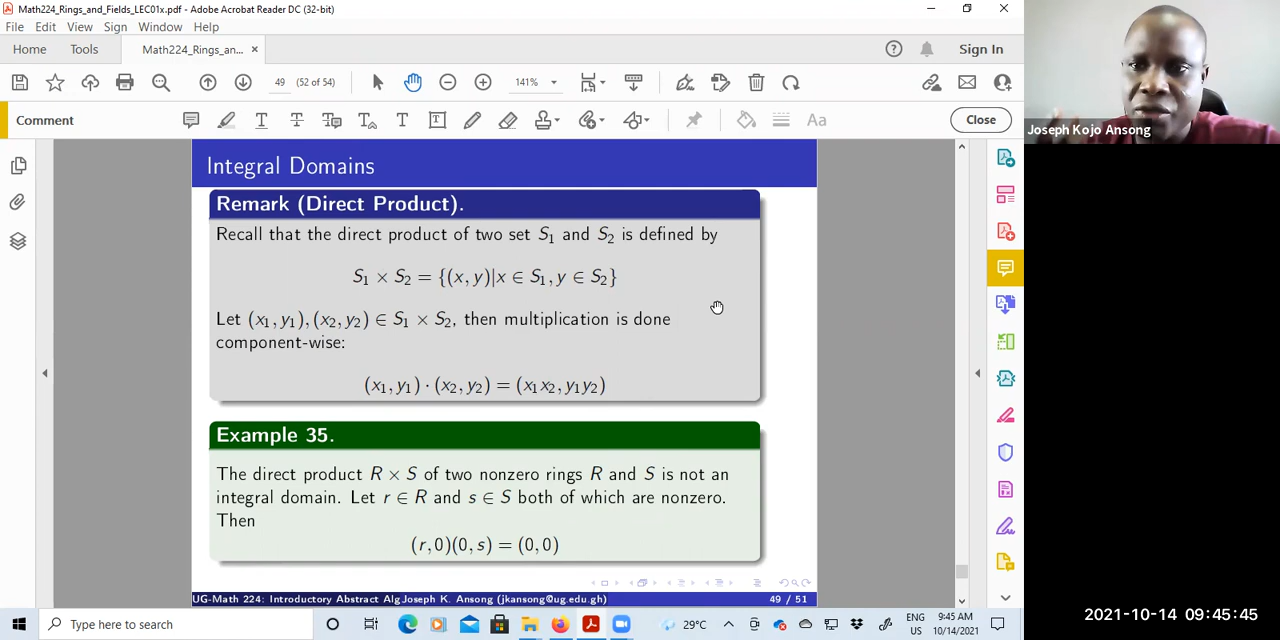 Math224_Rings_and_Fields_LEC01x.pdf - Adobe Acrobat Reader DC (32-bit)
File Edit View Sign Window Help
Home Tools Math224_Rings_an... × Sign In
49 (52 of 54) 141%
Comment Close
Joseph Kojo Ansong
Integral Domains
Remark (Direct Product).
Recall that the direct product of two set S₁ and S₂ is defined by
S₁ × S₂ = {(x, y)|x ∈ S₁, y ∈ S₂}
Let (x₁, y₁), (x₂, y₂) ∈ S₁ × S₂, then multiplication is done
component-wise:
(x₁, y₁) · (x₂, y₂) = (x₁x₂, y₁y₂)
Example 35.
The direct product R × S of two nonzero rings R and S is not an
integral domain. Let r ∈ R and s ∈ S both of which are nonzero.
Then
(r, 0)(0, s) = (0, 0)
UG-Math 224: Introductory Abstract Alg Joseph K. Ansong (jkansong@ug.edu.gh) 49 / 51
Type here to search
29°C
ENG
US
9:45 AM
10/14/2021
2021-10-14 09:45:45